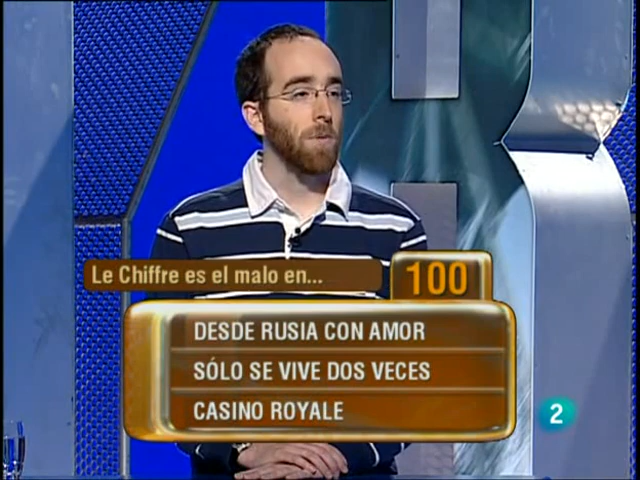 Le Chiffre es el malo en...
100
DESDE RUSIA CON AMOR
SÓLO SE VIVE DOS VECES
CASINO ROYALE
2